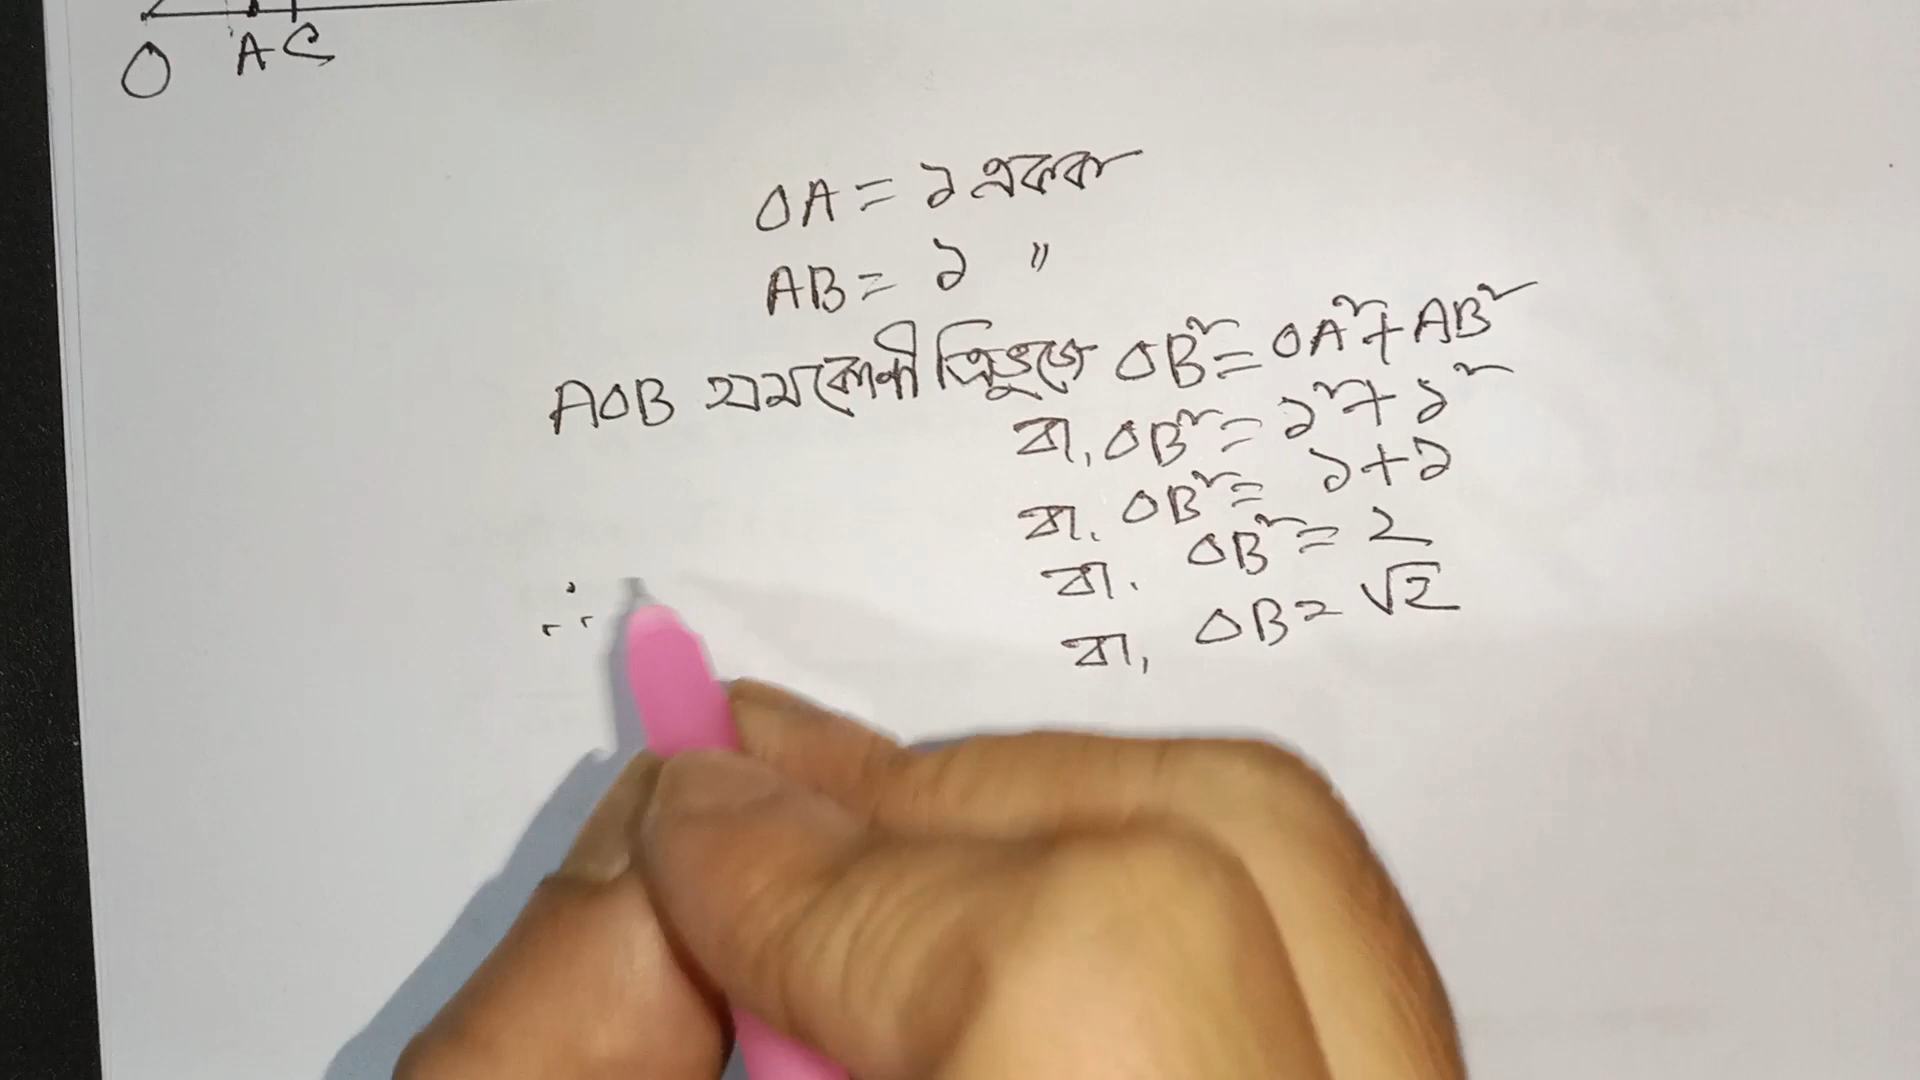 O A C
OA = ১ একক
AB = ১ "
AOB সমকোণী ত্রিভুজে OB² = OA² + AB²
বা, OB² = ১² + ১²
বা, OB² = ১+১
বা, OB² = 2
বা, OB = √2
∴